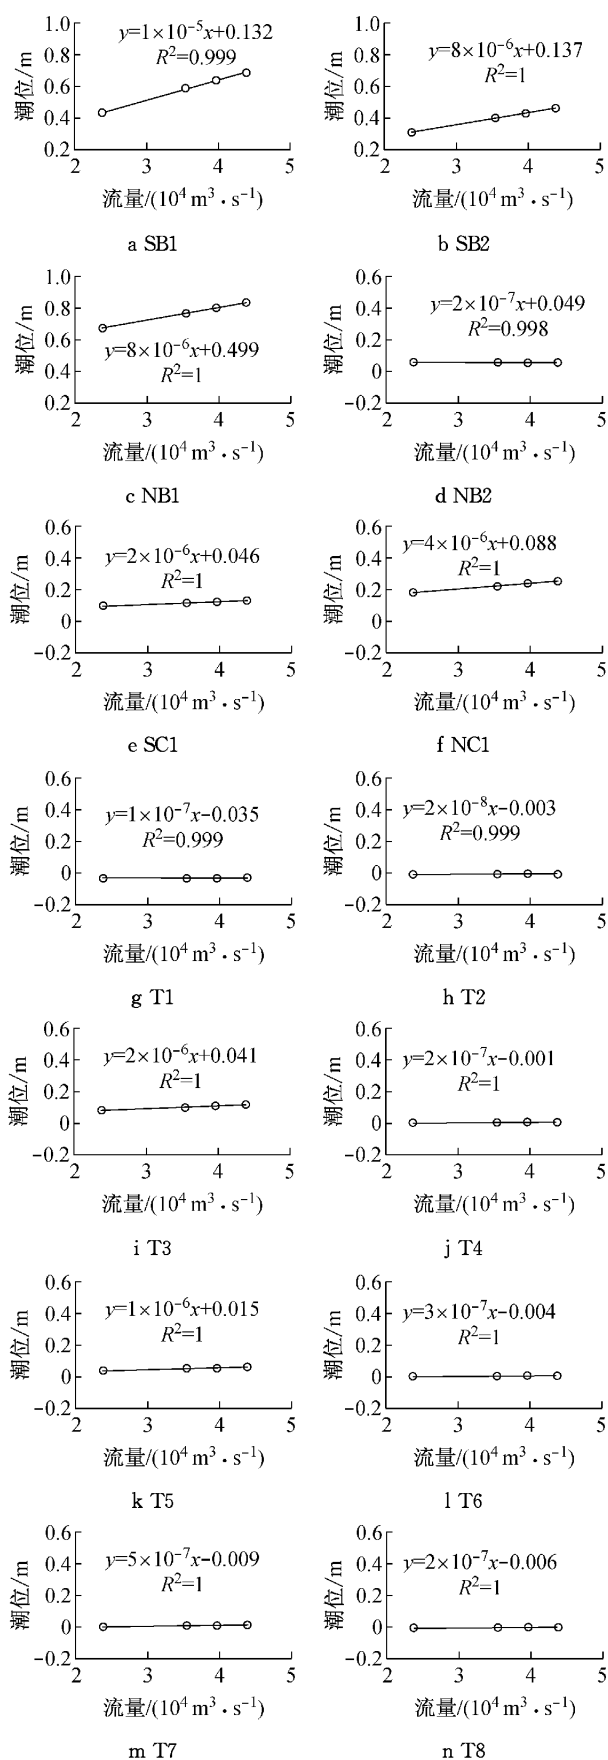 y=1×10⁻⁵x+0.132
R²=0.999
潮位/m
1.0
0.8
0.6
0.4
0.2
2 3 4 5
流量/(10⁴ m³・s⁻¹)
a SB1
y=8×10⁻⁶x+0.137
R²=1
潮位/m
1.0
0.8
0.6
0.4
0.2
2 3 4 5
流量/(10⁴ m³・s⁻¹)
b SB2
y=8×10⁻⁶x+0.499
R²=1
潮位/m
1.0
0.8
0.6
0.4
0.2
2 3 4 5
流量/(10⁴ m³・s⁻¹)
c NB1
y=2×10⁻⁷x+0.049
R²=0.998
潮位/m
0.6
0.4
0.2
0
−0.2
2 3 4 5
流量/(10⁴ m³・s⁻¹)
d NB2
y=2×10⁻⁶x+0.046
R²=1
潮位/m
0.6
0.4
0.2
0
−0.2
2 3 4 5
流量/(10⁴ m³・s⁻¹)
e SC1
y=4×10⁻⁶x+0.088
R²=1
潮位/m
0.6
0.4
0.2
0
−0.2
2 3 4 5
流量/(10⁴ m³・s⁻¹)
f NC1
y=1×10⁻⁷x−0.035
R²=0.999
潮位/m
0.6
0.4
0.2
0
−0.2
2 3 4 5
流量/(10⁴ m³・s⁻¹)
g T1
y=2×10⁻⁸x−0.003
R²=0.999
潮位/m
0.6
0.4
0.2
0
−0.2
2 3 4 5
流量/(10⁴ m³・s⁻¹)
h T2
y=2×10⁻⁶x+0.041
R²=1
潮位/m
0.6
0.4
0.2
0
−0.2
2 3 4 5
流量/(10⁴ m³・s⁻¹)
i T3
y=2×10⁻⁷x−0.001
R²=1
潮位/m
0.6
0.4
0.2
0
−0.2
2 3 4 5
流量/(10⁴ m³・s⁻¹)
j T4
y=1×10⁻⁶x+0.015
R²=1
潮位/m
0.6
0.4
0.2
0
−0.2
2 3 4 5
流量/(10⁴ m³・s⁻¹)
k T5
y=3×10⁻⁷x−0.004
R²=1
潮位/m
0.6
0.4
0.2
0
−0.2
2 3 4 5
流量/(10⁴ m³・s⁻¹)
l T6
y=5×10⁻⁷x−0.009
R²=1
潮位/m
0.6
0.4
0.2
0
−0.2
2 3 4 5
流量/(10⁴ m³・s⁻¹)
m T7
y=2×10⁻⁷x−0.006
R²=1
潮位/m
0.6
0.4
0.2
0
−0.2
2 3 4 5
流量/(10⁴ m³・s⁻¹)
n T8